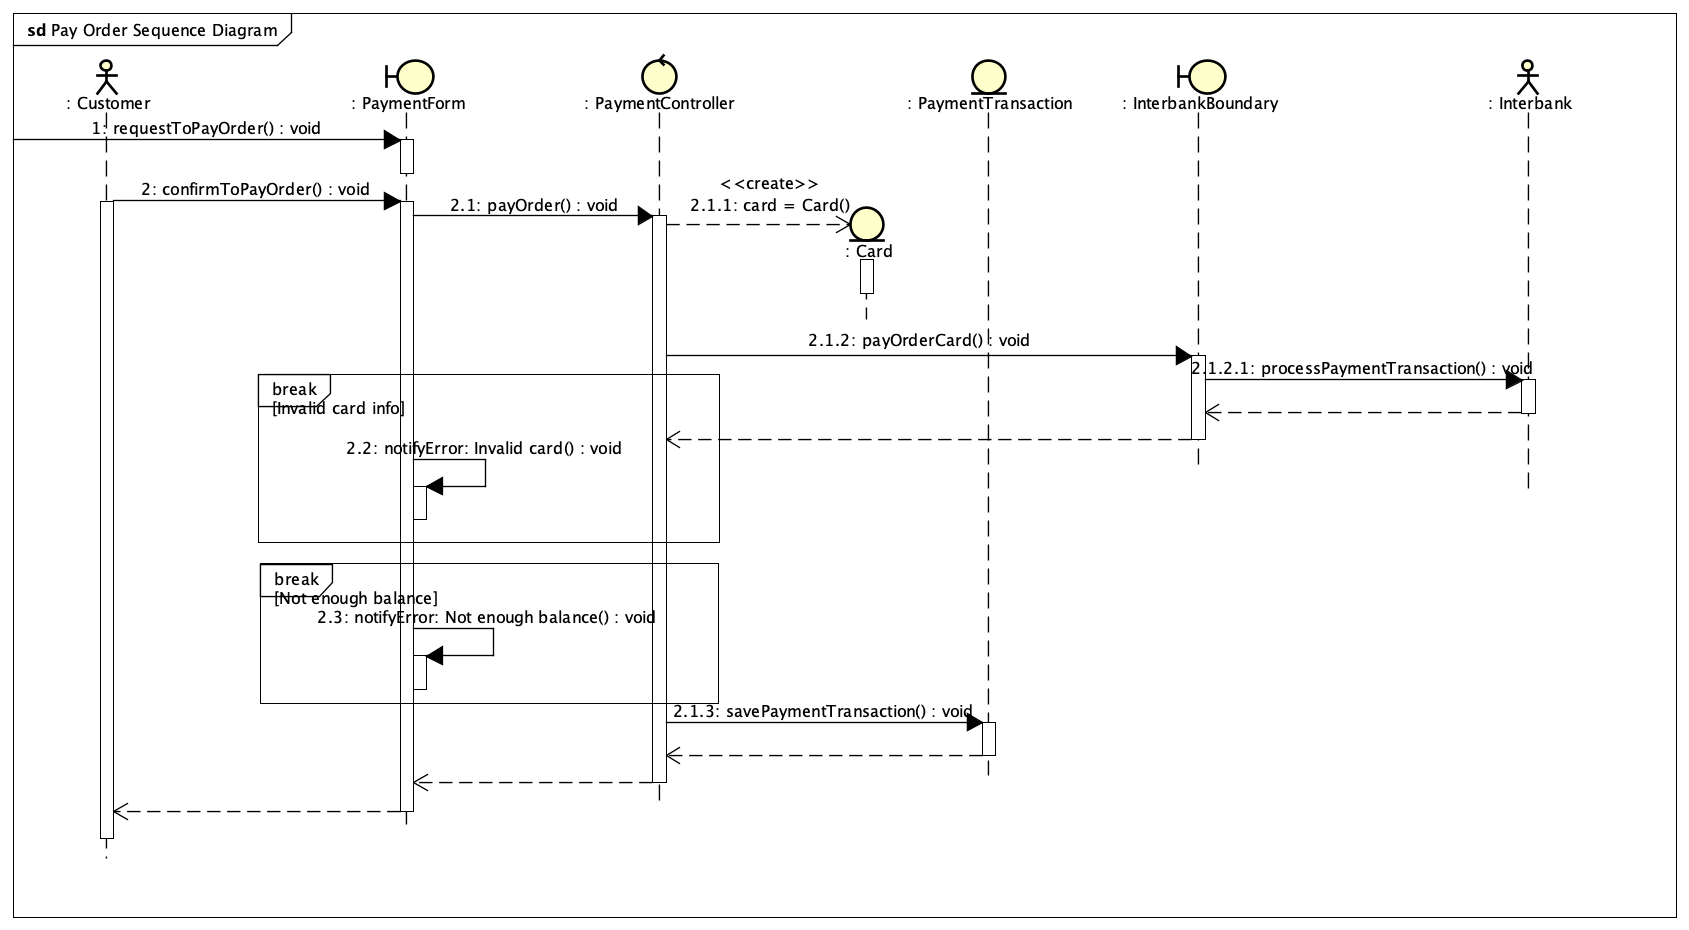 sd Pay Order Sequence Diagram
: Customer
: PaymentForm
: PaymentController
: PaymentTransaction
: InterbankBoundary
: Interbank
1: requestToPayOrder() : void
2: confirmToPayOrder() : void
2.1: payOrder() : void
<<create>>
2.1.1: card = Card()
: Card
2.1.2: payOrderCard() : void
2.1.2.1: processPaymentTransaction() : void
break
[Invalid card info]
2.2: notifyError: Invalid card() : void
break
[Not enough balance]
2.3: notifyError: Not enough balance() : void
2.1.3: savePaymentTransaction() : void